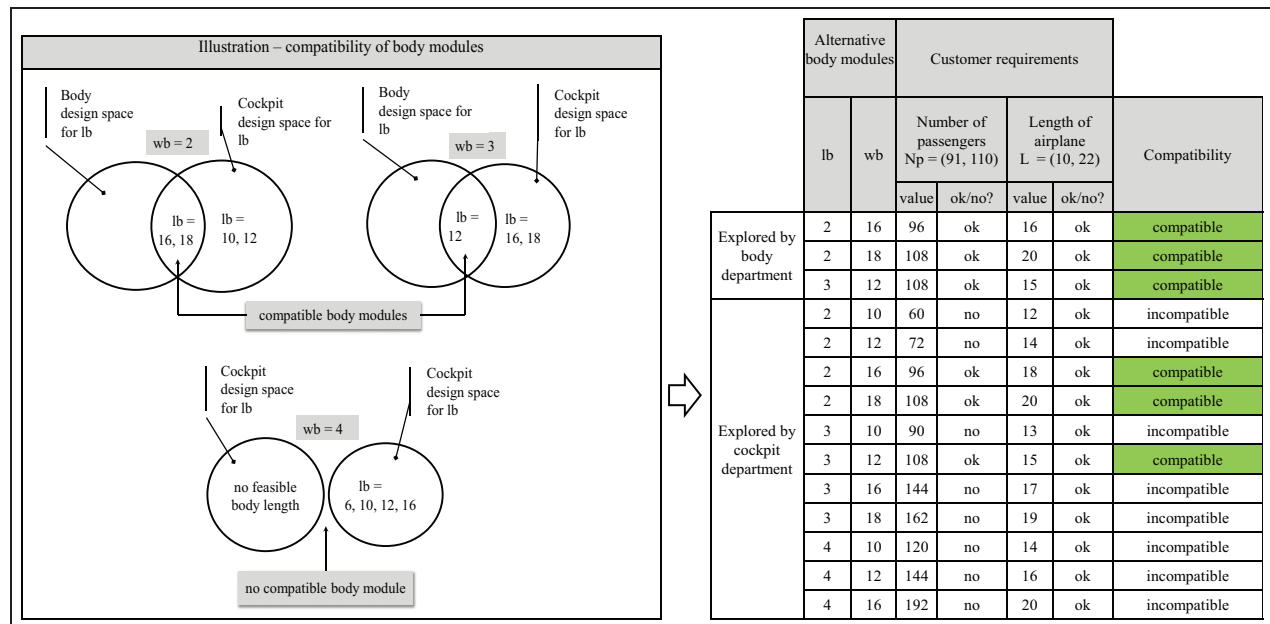 Illustration – compatibility of body modules
Body
design space
for lb
wb = 2
Cockpit
design space for
lb
lb =
16, 18
lb =
10, 12
Body
design space for
lb
wb = 3
Cockpit
design space
for lb
lb =
12
lb =
16, 18
compatible body modules
Cockpit
design space
for lb
wb = 4
Cockpit
design space
for lb
no feasible
body length
lb =
6, 10, 12, 16
no compatible body module
Alternative
body modules
Customer requirements
lb
wb
Number of
passengers
Np = (91, 110)
Length of
airplane
L = (10, 22)
Compatibility
value ok/no? value ok/no?
Explored by
body
department
2 16 96 ok 16 ok compatible
2 18 108 ok 20 ok compatible
3 12 108 ok 15 ok compatible
Explored by
cockpit
department
2 10 60 no 12 ok incompatible
2 12 72 no 14 ok incompatible
2 16 96 ok 18 ok compatible
2 18 108 ok 20 ok compatible
3 10 90 no 13 ok incompatible
3 12 108 ok 15 ok compatible
3 16 144 no 17 ok incompatible
3 18 162 no 19 ok incompatible
4 10 120 no 14 ok incompatible
4 12 144 no 16 ok incompatible
4 16 192 no 20 ok incompatible